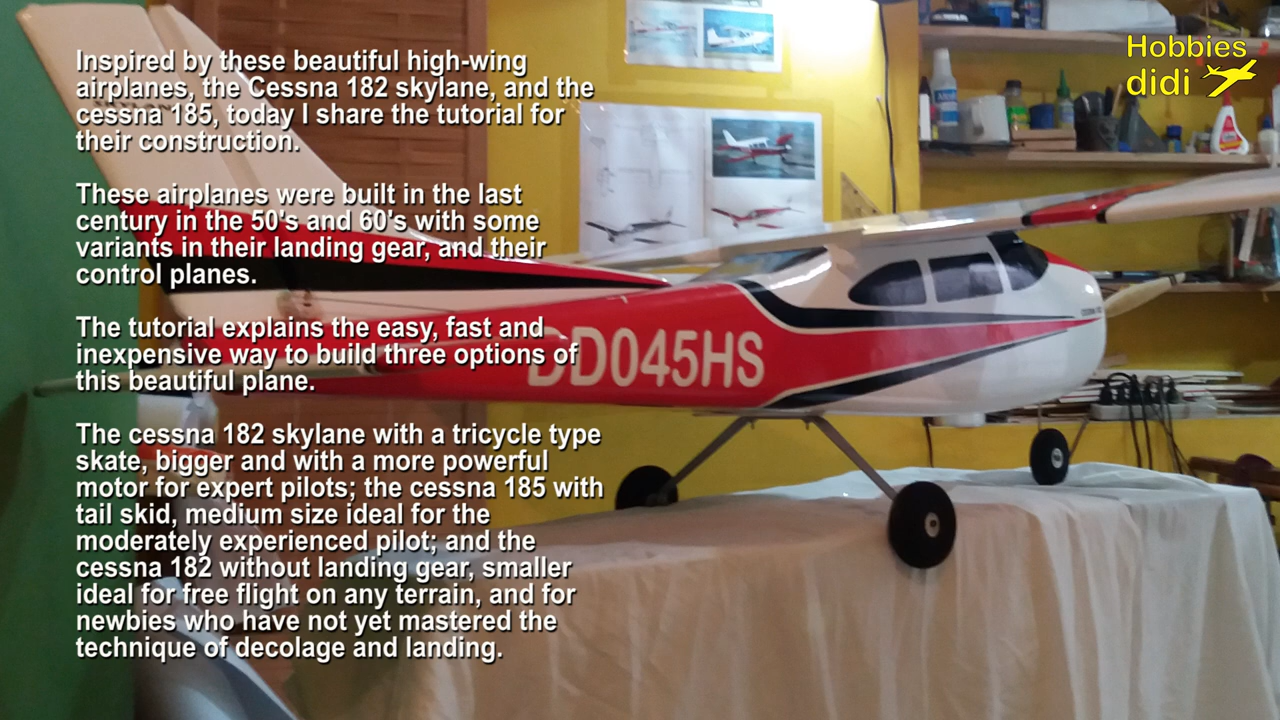 Inspired by these beautiful high-wing
airplanes, the Cessna 182 skylane, and the
cessna 185, today I share the tutorial for
their construction.
These airplanes were built in the last
century in the 50's and 60's with some
variants in their landing gear, and their
control planes.
The tutorial explains the easy, fast and
inexpensive way to build three options of
this beautiful plane.
The cessna 182 skylane with a tricycle type
skate, bigger and with a more powerful
motor for expert pilots; the cessna 185 with
tail skid, medium size ideal for the
moderately experienced pilot; and the
cessna 182 without landing gear, smaller
ideal for free flight on any terrain, and for
newbies who have not yet mastered the
technique of decolage and landing.
Hobbies
didi
DD045HS